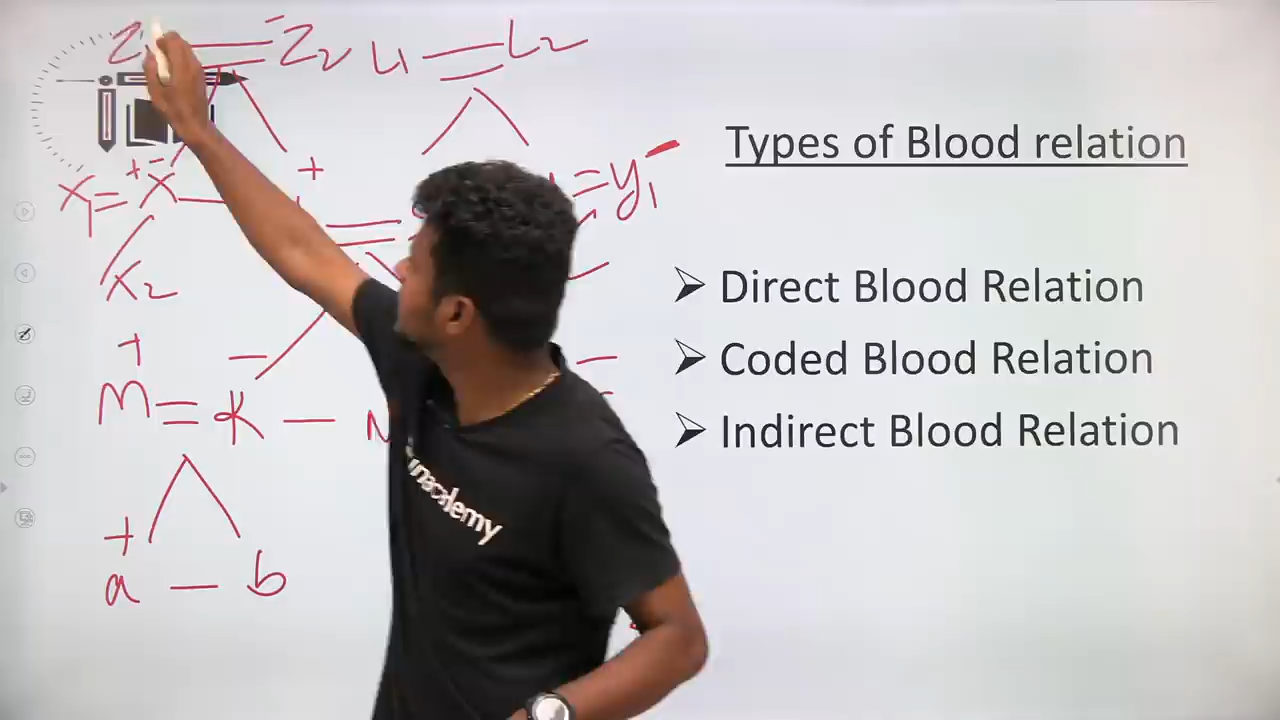 Z = Z2 L1 = L2
Types of Blood relation
+ - +
X1 = X — = y1
X2
Direct Blood Relation
Coded Blood Relation
Indirect Blood Relation
+ - -
M = K — N
unacademy
+
a — b